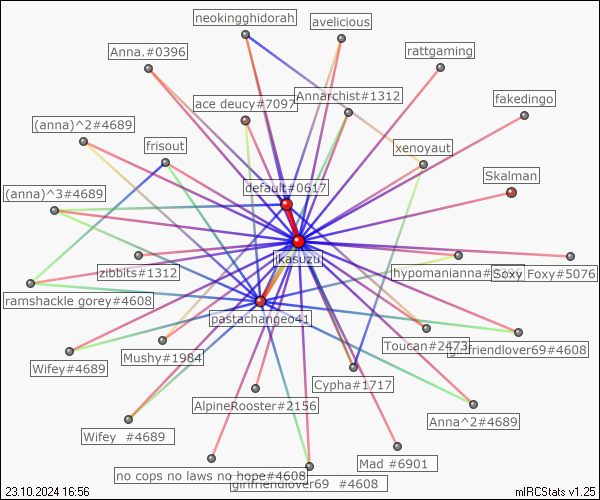 neokingghidorah
avelicious
Anna.#0396
rattgaming
ace deucy#7097
Annarchist#1312
fakedingo
(anna)^2#4689
frisout
xenoyaut
default#0617
Skalman
(anna)^3#4689
ikasuzu
zibbits#1312
hypomanianna#
Soxy Foxy#5076
ramshackle gorey#4608
pastachangeo41
Mushy#1984
Toucan#2473
girlfriendlover69#4608
Wifey#4689
Cypha#1717
AlpineRooster#2156
Anna^2#4689
Wifey  #4689
Mad #6901
no cops no laws no hope#4608
girlfriendlover69  #4608
23.10.2024 16:56
mIRCStats v1.25